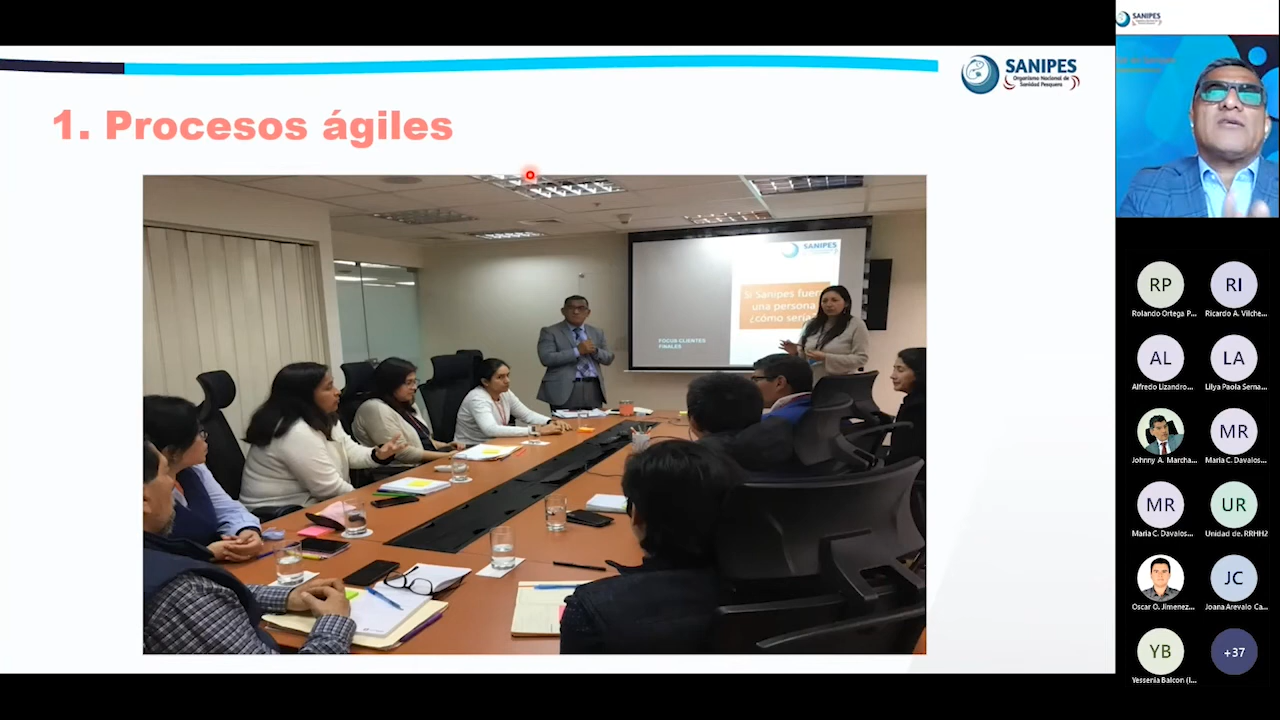 SANIPES
Organismo Nacional de
Sanidad Pesquera
1. Procesos ágiles
SANIPES
Si Sanipes fuera
una persona
¿cómo sería?
FOCUS CLIENTES
FINALES
SANIPES
RP
RI
Rolando Ortega P...
Ricardo A. Vilche...
AL
LA
Alfredo Lizandro...
Lilya Paola Serna...
MR
Johnny A. Marcha...
Maria C. Davalos...
MR
UR
Maria C. Davalos...
Unidad de. RRHH2
JC
Oscar O. Jimenez...
Joana Arevalo Ca...
YB
+37
Yessenia Balcon (I...